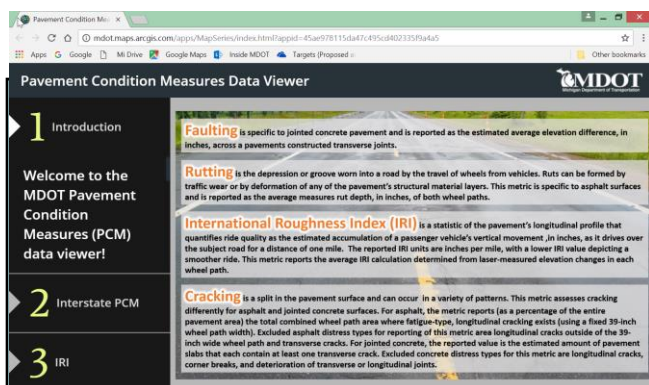 Pavement Condition Me
mdot.maps.arcgis.com/apps/MapSeries/index.html?appid=45ae978115da47c495cd402335f9a4a5
Apps
Google
Mi Drive
Google Maps
Inside MDOT
Targets (Proposed
Other bookmarks
Pavement Condition Measures Data Viewer
MDOT
Michigan Department of Transportation
1 Introduction
Welcome to the
MDOT Pavement
Condition
Measures (PCM)
data viewer!
2 Interstate PCM
3 IRI
Faulting is specific to jointed concrete pavement and is reported as the estimated average elevation difference, in
inches, across a pavements constructed transverse joints.
Rutting is the depression or groove worn into a road by the travel of wheels from vehicles. Ruts can be formed by
traffic wear or by deformation of any of the pavement's structural material layers. This metric is specific to asphalt surfaces
and is reported as the average measures rut depth, in inches, of both wheel paths.
International Roughness Index (IRI) is a statistic of the pavement's longitudinal profile that
quantifies ride quality as the estimated accumulation of a passenger vehicle's vertical movement ,in inches, as it drives over
the subject road for a distance of one mile. The reported IRI units are inches per mile, with a lower IRI value depicting a
smoother ride. This metric reports the average IRI calculation determined from laser-measured elevation changes in each
wheel path.
Cracking is a split in the pavement surface and can occur in a variety of patterns. This metric assesses cracking
differently for asphalt and jointed concrete surfaces. For asphalt, the metric reports (as a percentage of the entire
pavement area) the total combined wheel path area where fatigue-type, longitudinal cracking exists (using a fixed 39-inch
wheel path width). Excluded asphalt distress types for reporting of this metric area longitudinal cracks outside of the 39-
inch wide wheel path and transverse cracks. For jointed concrete, the reported value is the estimated amount of pavement
slabs that each contain at least one transverse crack. Excluded concrete distress types for this metric are longitudinal cracks,
corner breaks, and deterioration of transverse or longitudinal joints.